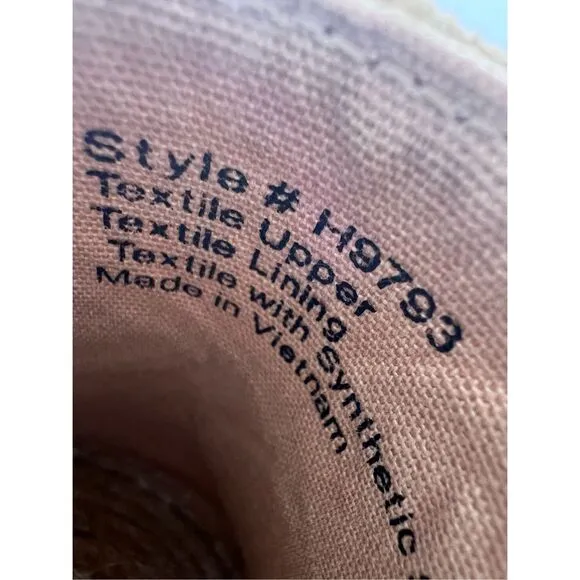 Style # H9793
Textile Upper
Textile Lining
Textile with Synthetic
Made in Vietnam